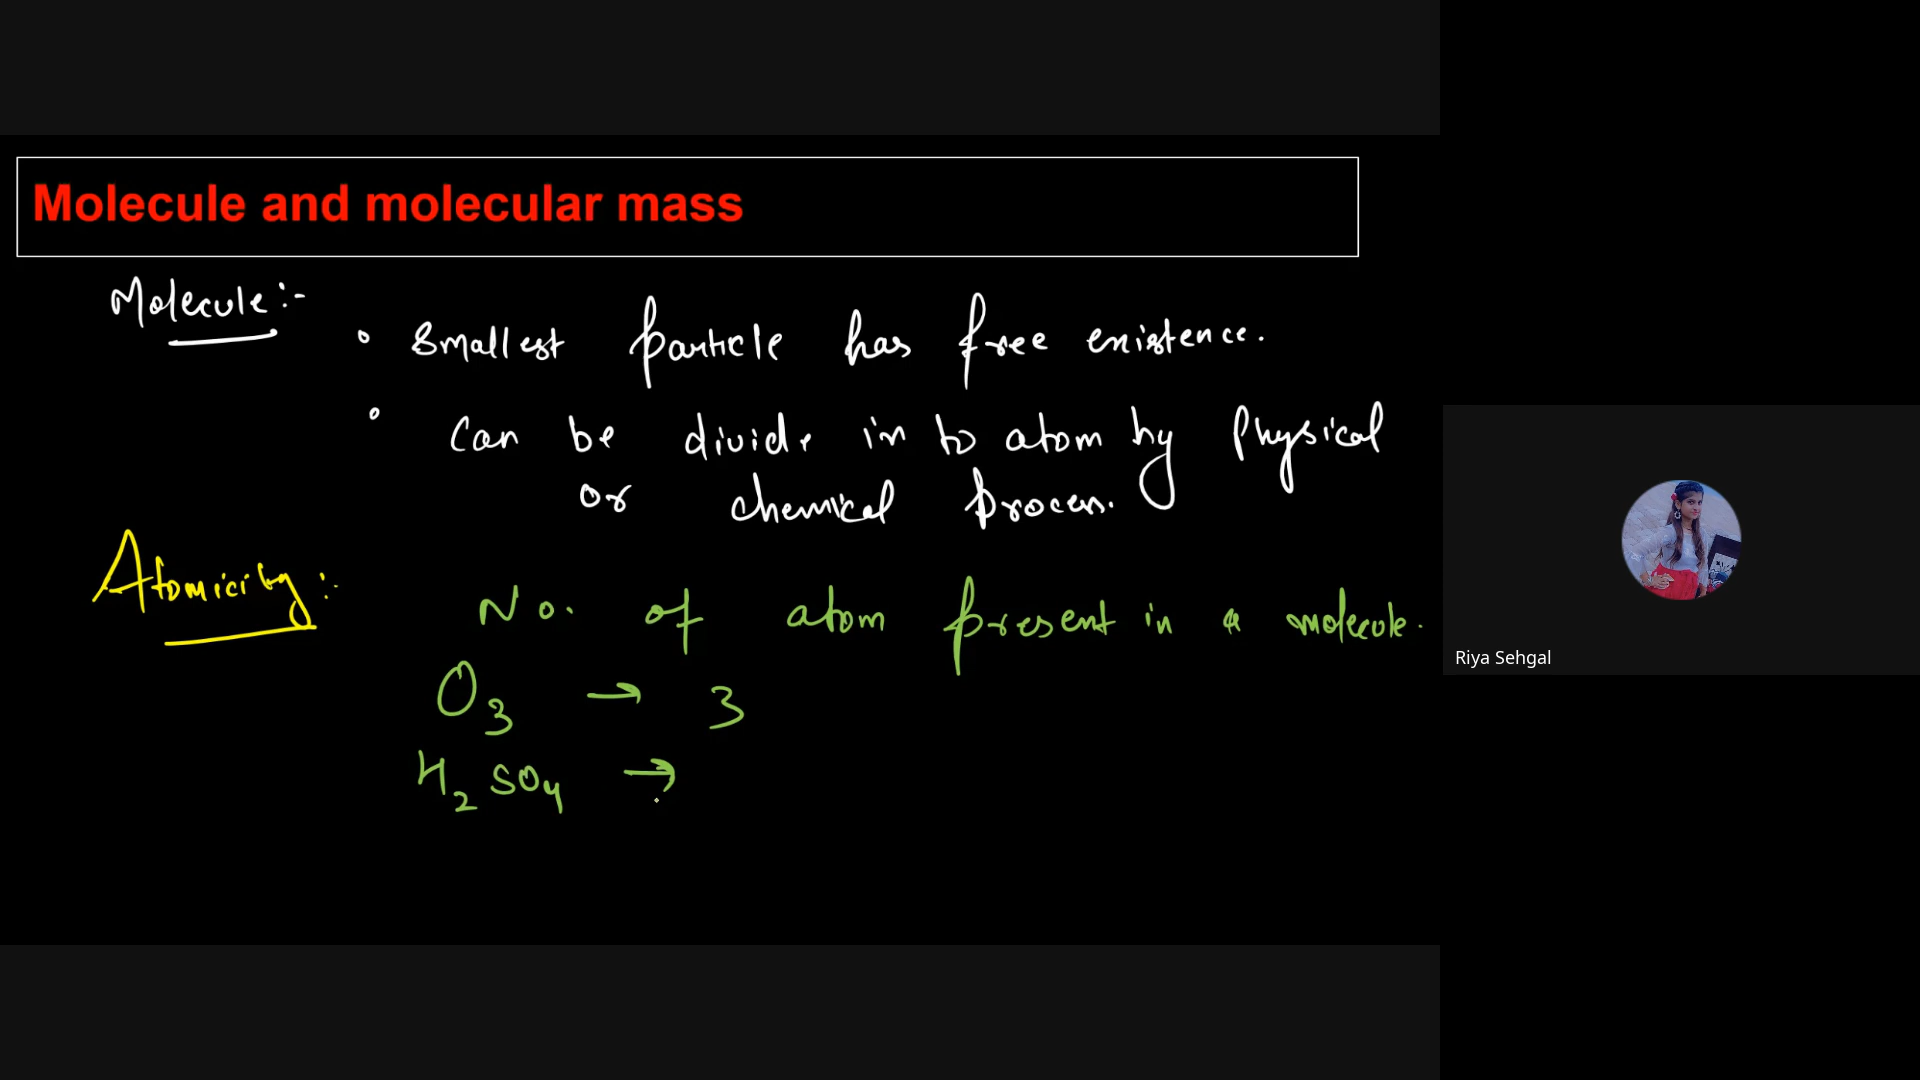 Molecule and molecular mass
Molecule:-
• Smallest particle has free existence.
• Can be divide in to atom by Physical
or chemical process.
Atomicity:-
No. of atom present in a molecule.
O₃ → 3
H₂SO₄ →
Riya Sehgal